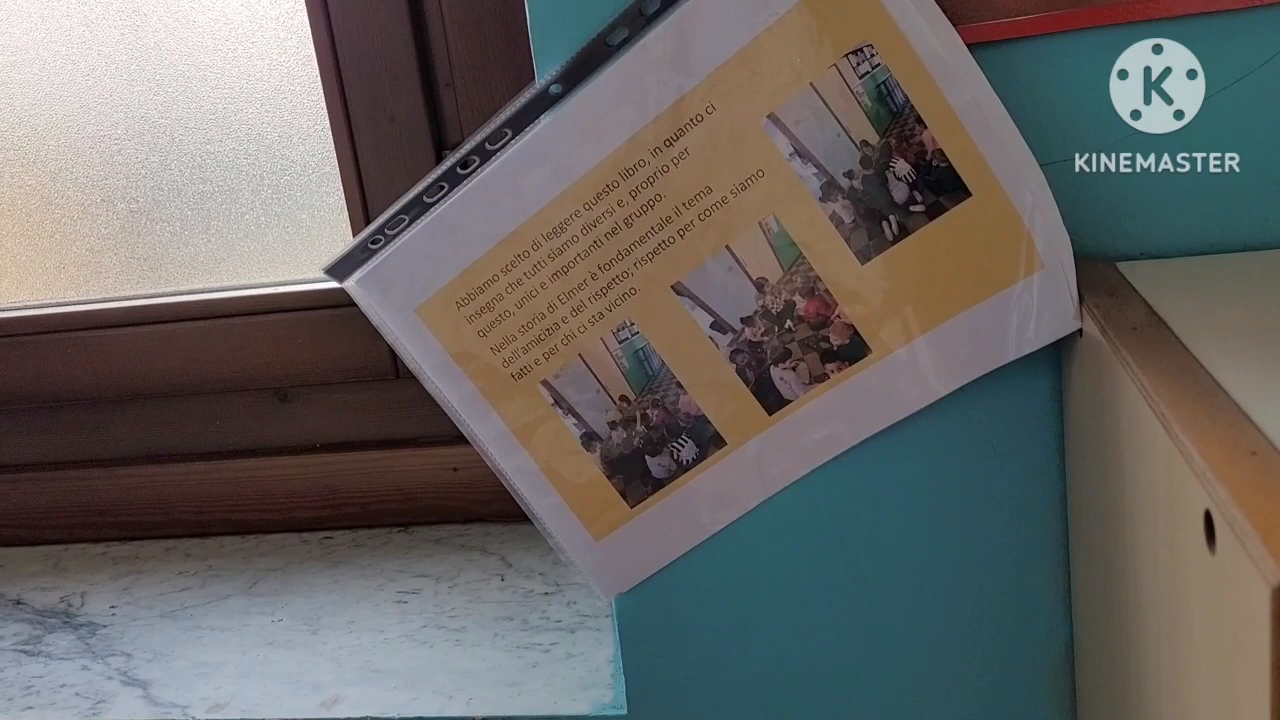 Abbiamo scelto di leggere questo libro, in quanto ci
insegna che tutti siamo diversi e, proprio per
questo, unici e importanti nel gruppo.
Nella storia di Elmer è fondamentale il tema
dell'amicizia e del rispetto; rispetto per come siamo
fatti e per chi ci sta vicino.
K
KINEMASTER